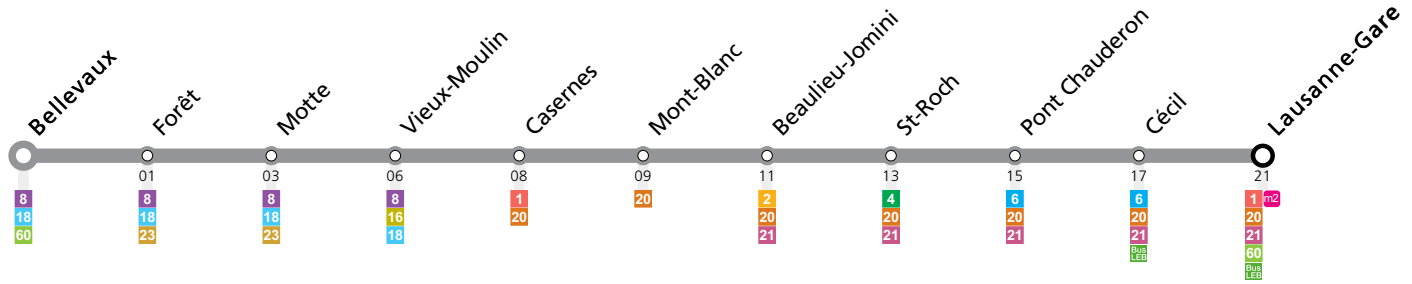 Bellevaux
Forêt
Motte
Vieux-Moulin
Casernes
Mont-Blanc
Beaulieu-Jomini
St-Roch
Pont Chauderon
Cécil
Lausanne-Gare
01 03 06 08 09 11 13 15 17 21
8 8 8 8 1 20 2 4 6 6 1 m2
18 18 18 16 20 20 20 20 20 20
60 23 23 18 21 21 21 21 21
Bus
LEB
60
Bus
LEB